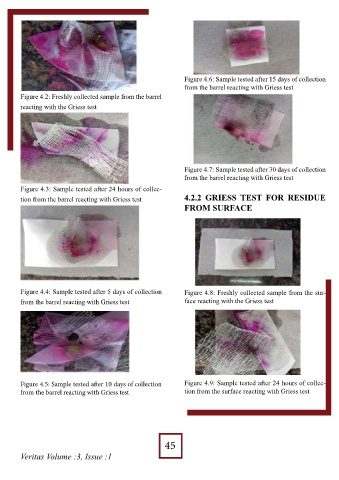 Figure 4.2: Freshly collected sample from the barrel
reacting with the Griess test
Figure 4.3: Sample tested after 24 hours of collec-
tion from the barrel reacting with Griess test
Figure 4.4: Sample tested after 5 days of collection
from the barrel reacting with Griess test
Figure 4.5: Sample tested after 10 days of collection
from the barrel reacting with Griess test
Figure 4.6: Sample tested after 15 days of collection
from the barrel reacting with Griess test
Figure 4.7: Sample tested after 30 days of collection
from the barrel reacting with Griess test
4.2.2 GRIESS TEST FOR RESIDUE
FROM SURFACE
Figure 4.8: Freshly collected sample from the sur-
face reacting with the Griess test
Figure 4.9: Sample tested after 24 hours of collec-
tion from the surface reacting with Griess test
45
Veritas Volume :3, Issue :1